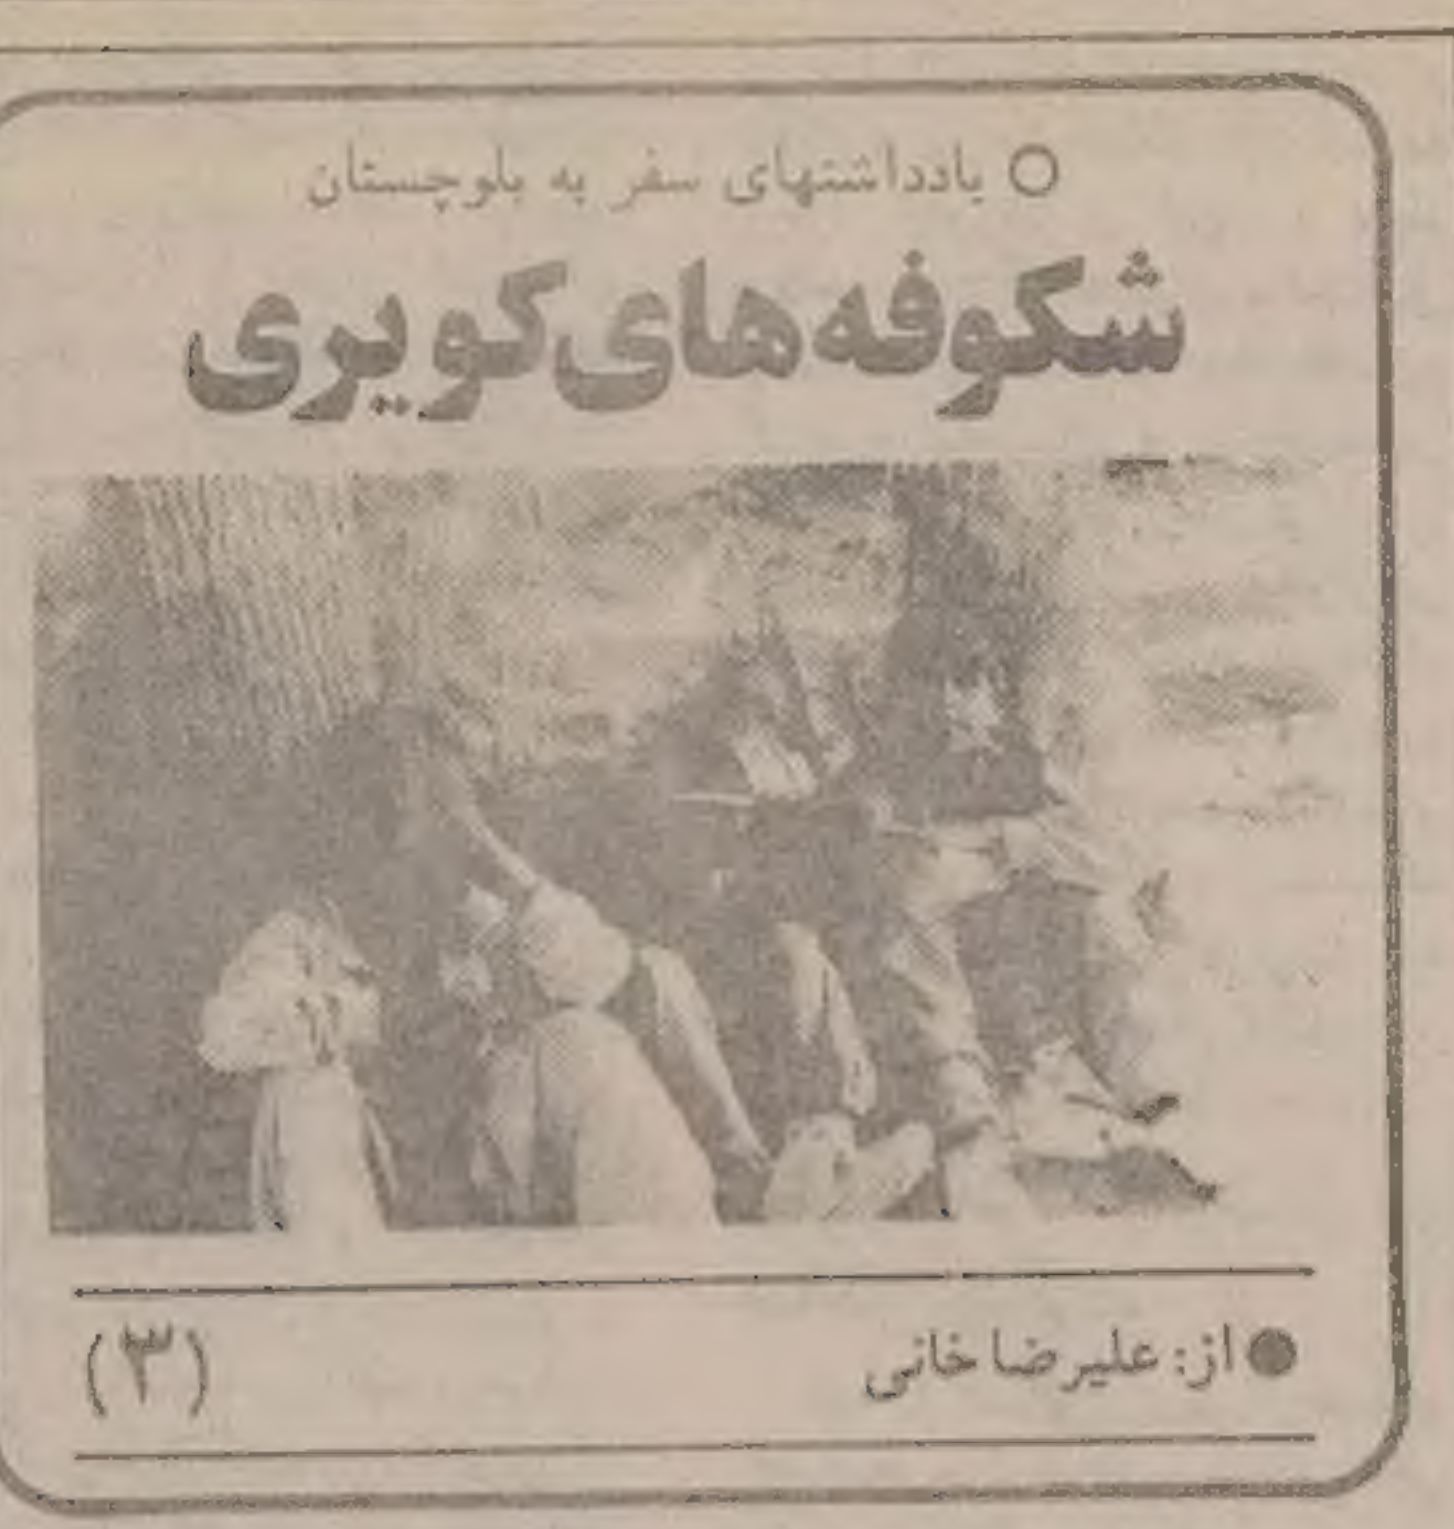 ○ یادداشتهای سفر به بلوچستان
شکوفه‌های کویری
● از: علیرضا خانی
(۳)